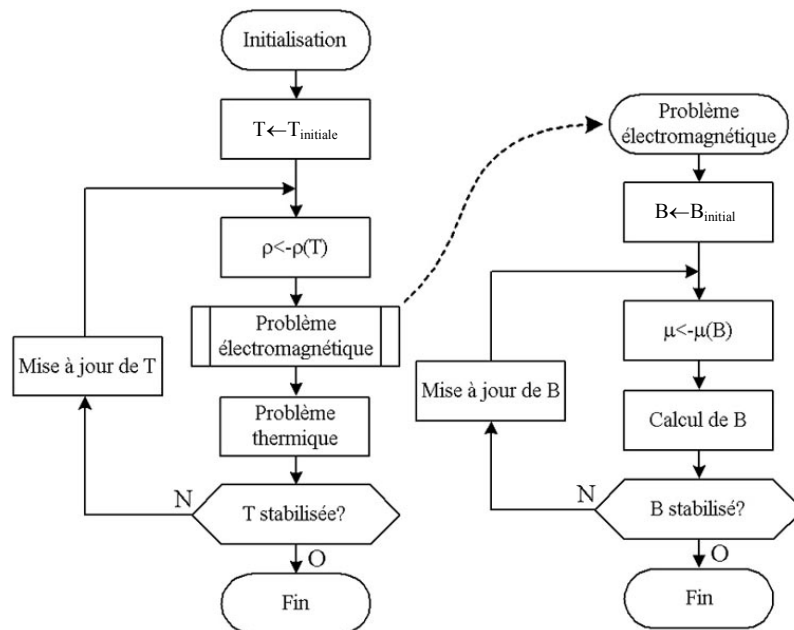 Initialisation
T←Tinitiale
ρ<-ρ(T)
Problème
électromagnétique
Mise à jour de T
Problème
thermique
N
T stabilisée?
O
Fin
Problème
électromagnétique
B←Binitial
μ<-μ(B)
Mise à jour de B
Calcul de B
N
B stabilisé?
O
Fin